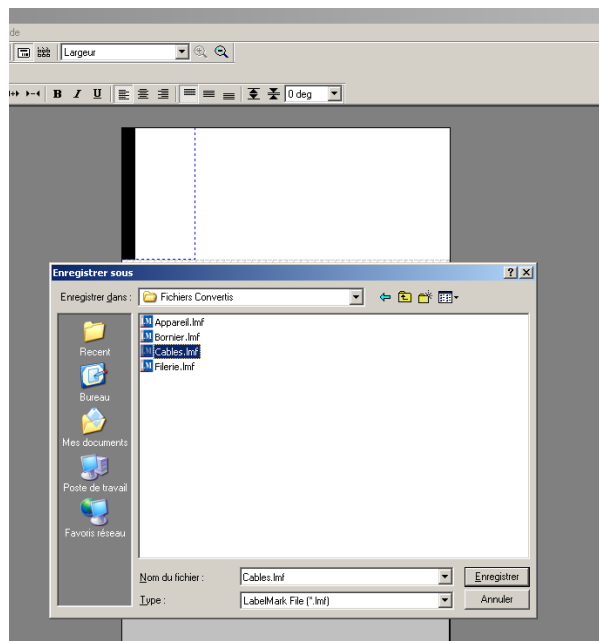 de
Largeur
B I U
0 deg
Enregistrer sous
Enregistrer dans :
Fichiers Convertis
Recent
Bureau
Mes documents
Poste de travail
Favoris réseau
Appareil.lmf
Bornier.lmf
Cables.lmf
Filerie.lmf
Nom du fichier :
Cables.lmf
Enregistrer
Type :
LabelMark File (*.lmf)
Annuler